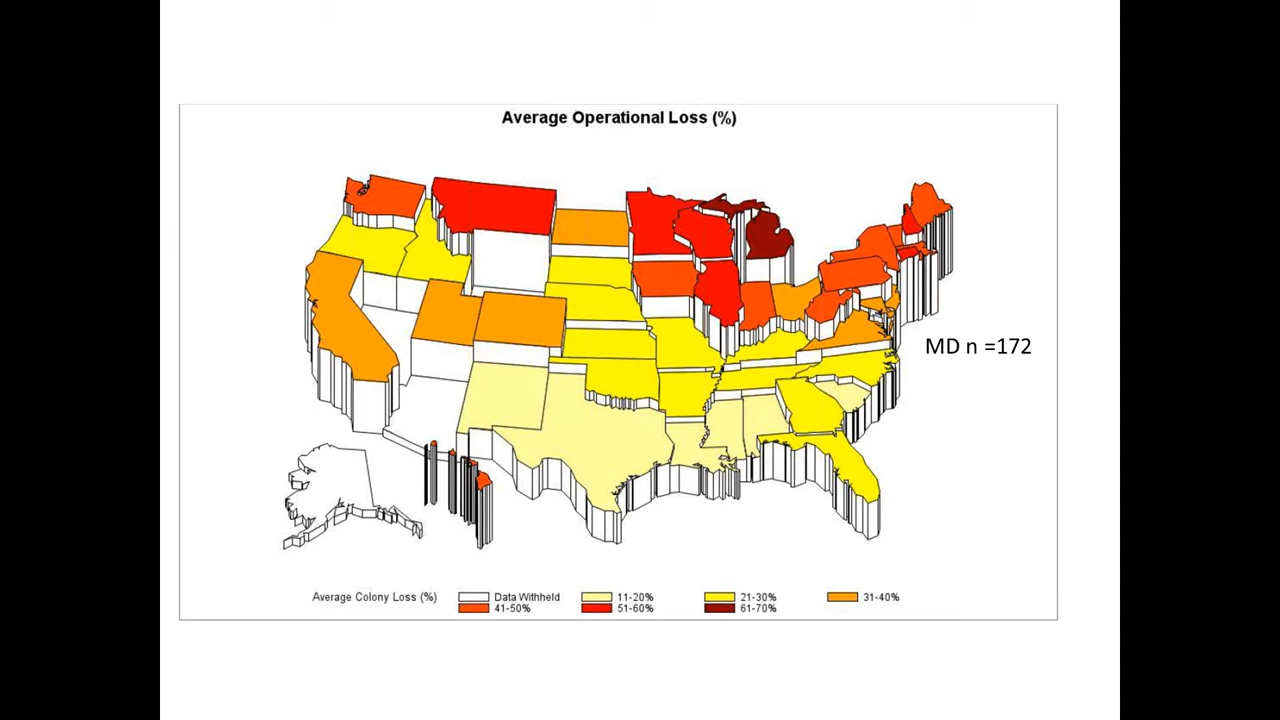 Average Operational Loss (%)
MD n =172
Average Colony Loss (%) Data Withheld 11-20% 21-30% 31-40%
41-50% 51-60% 61-70%